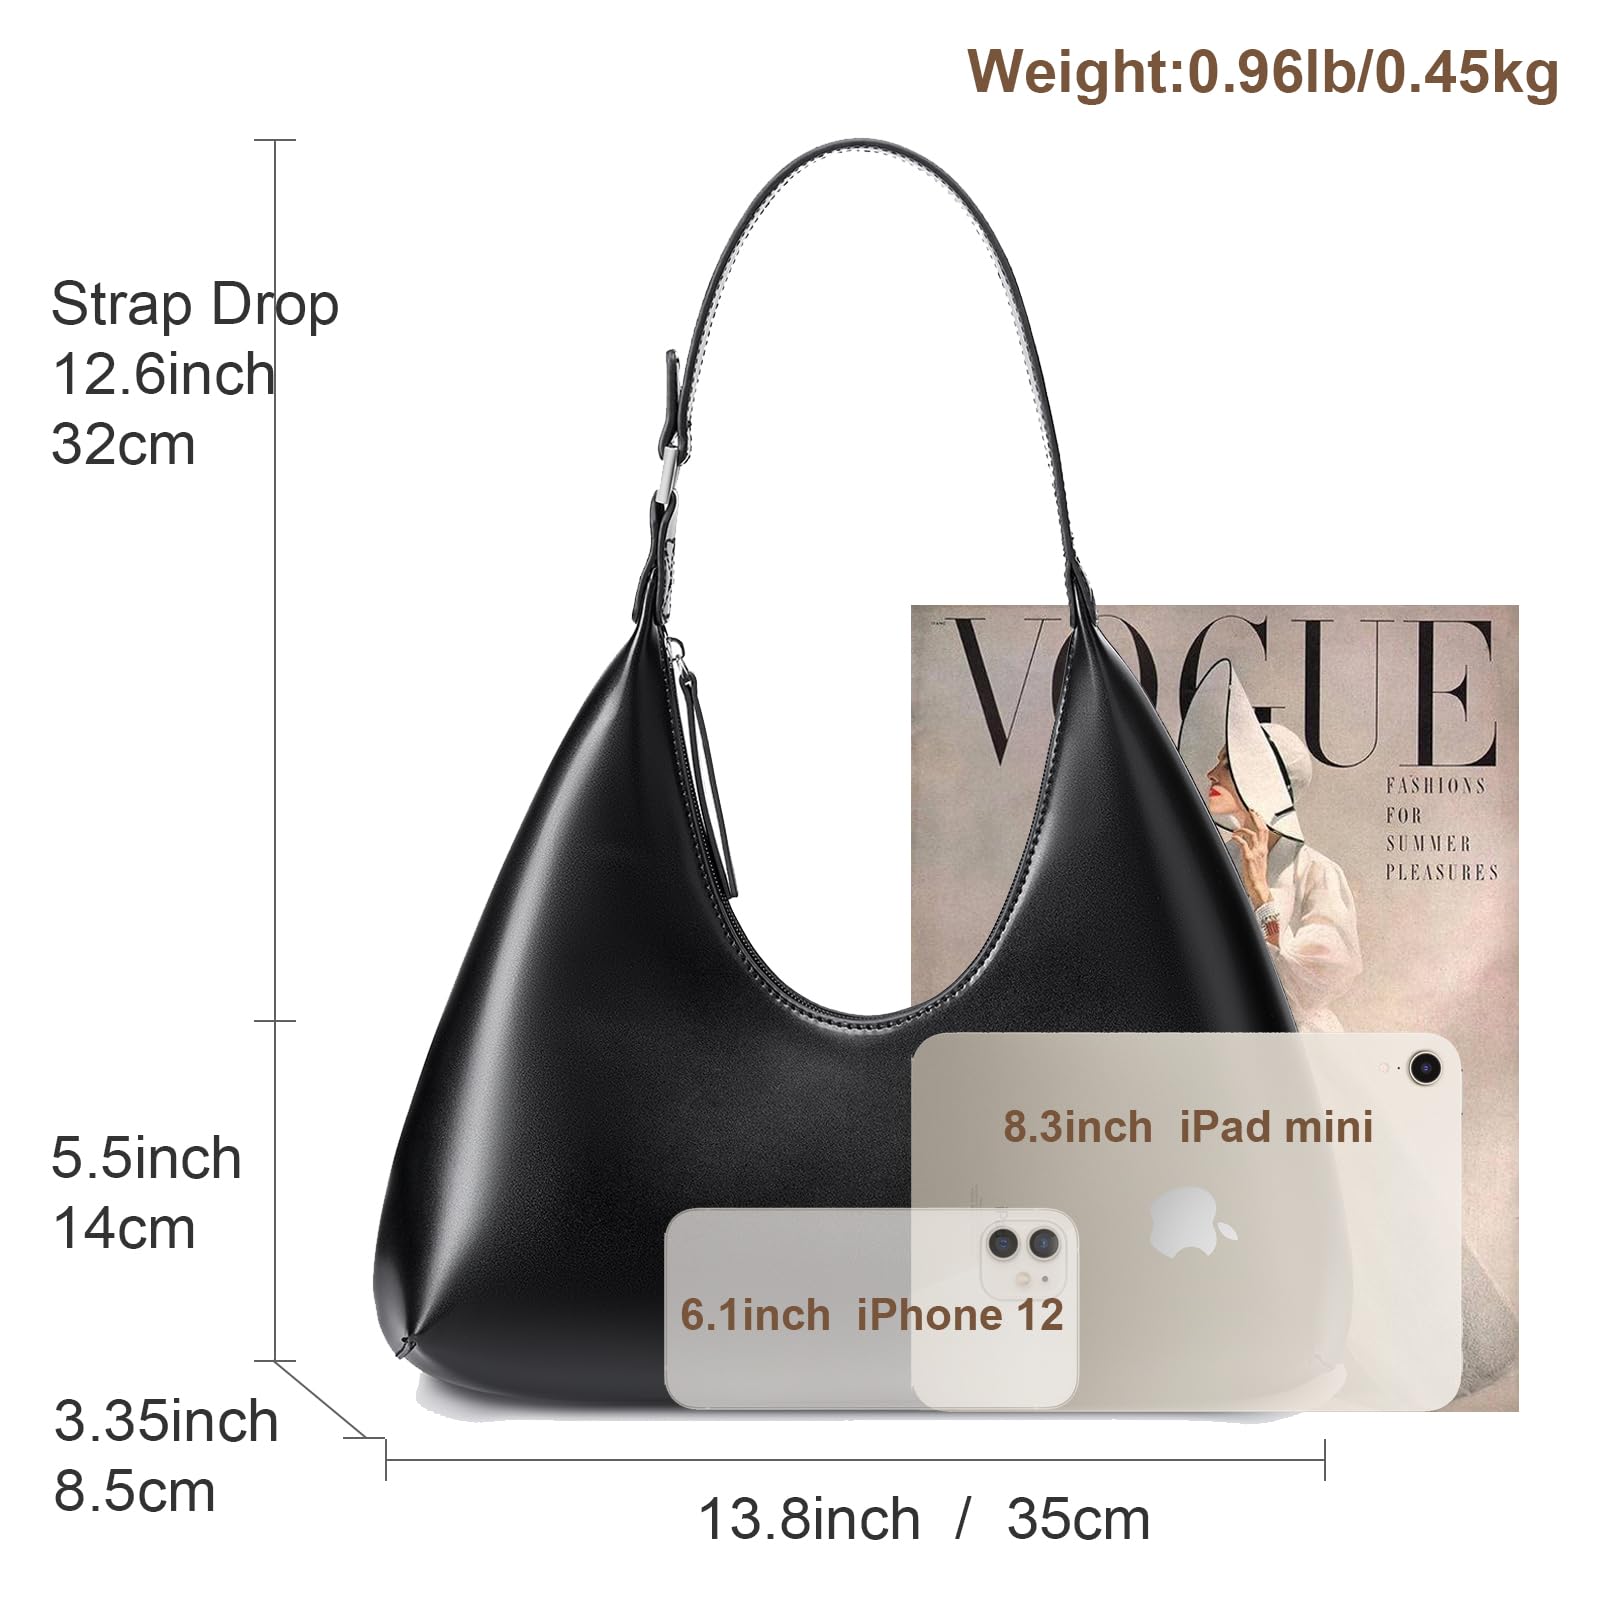 Weight:0.96lb/0.45kg
Strap Drop
12.6inch
32cm
VOGUE
FASHIONS
FOR
SUMMER
PLEASURES
5.5inch
14cm
8.3inch iPad mini
6.1inch iPhone 12
3.35inch
8.5cm
13.8inch / 35cm